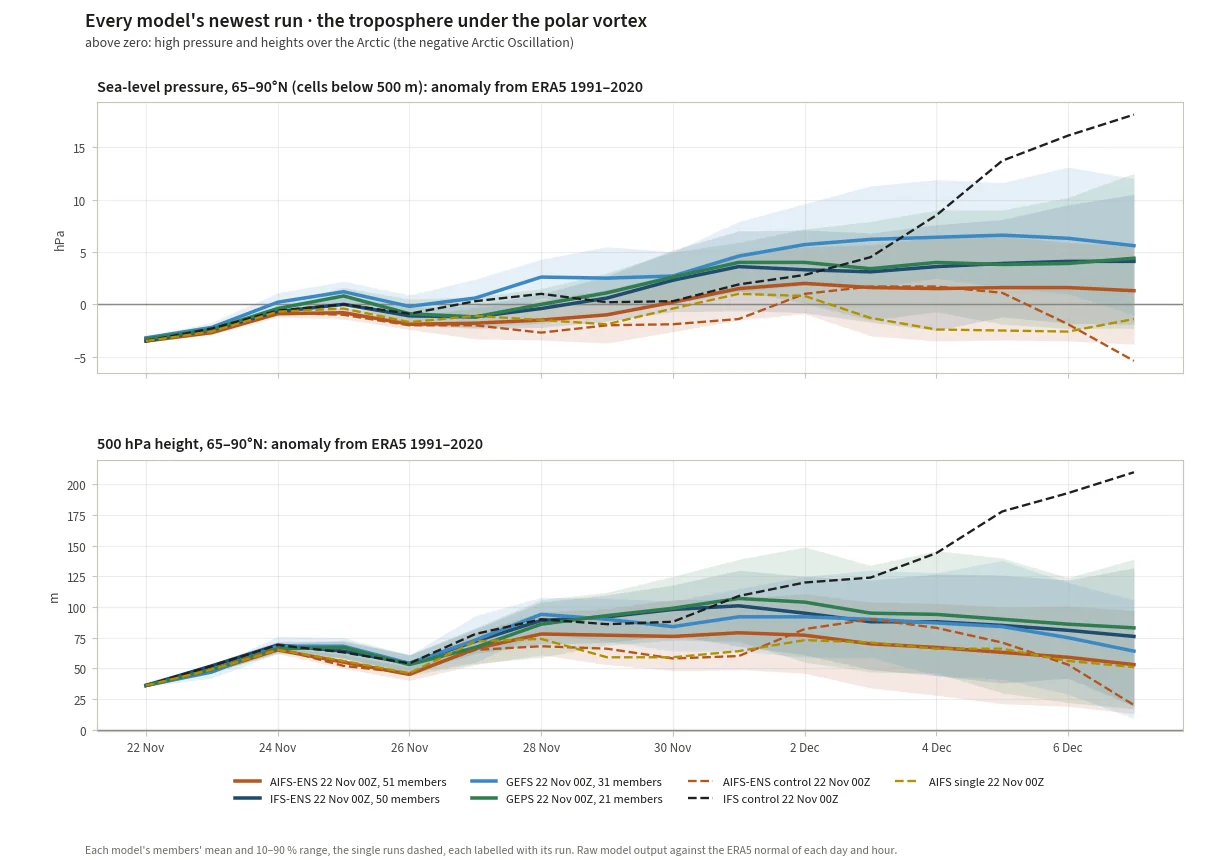 Every model's newest run · the troposphere under the polar vortex
above zero: high pressure and heights over the Arctic (the negative Arctic Oscillation)
Sea-level pressure, 65–90°N (cells below 500 m): anomaly from ERA5 1991–2020
15
10
5
0
−5
hPa
500 hPa height, 65–90°N: anomaly from ERA5 1991–2020
200
175
150
125
100
75
50
25
0
m
22 Nov 24 Nov 26 Nov 28 Nov 30 Nov 2 Dec 4 Dec 6 Dec
AIFS-ENS 22 Nov 00Z, 51 members GEFS 22 Nov 00Z, 31 members AIFS-ENS control 22 Nov 00Z AIFS single 22 Nov 00Z
IFS-ENS 22 Nov 00Z, 50 members GEPS 22 Nov 00Z, 21 members IFS control 22 Nov 00Z
Each model's members' mean and 10–90 % range, the single runs dashed, each labelled with its run. Raw model output against the ERA5 normal of each day and hour.